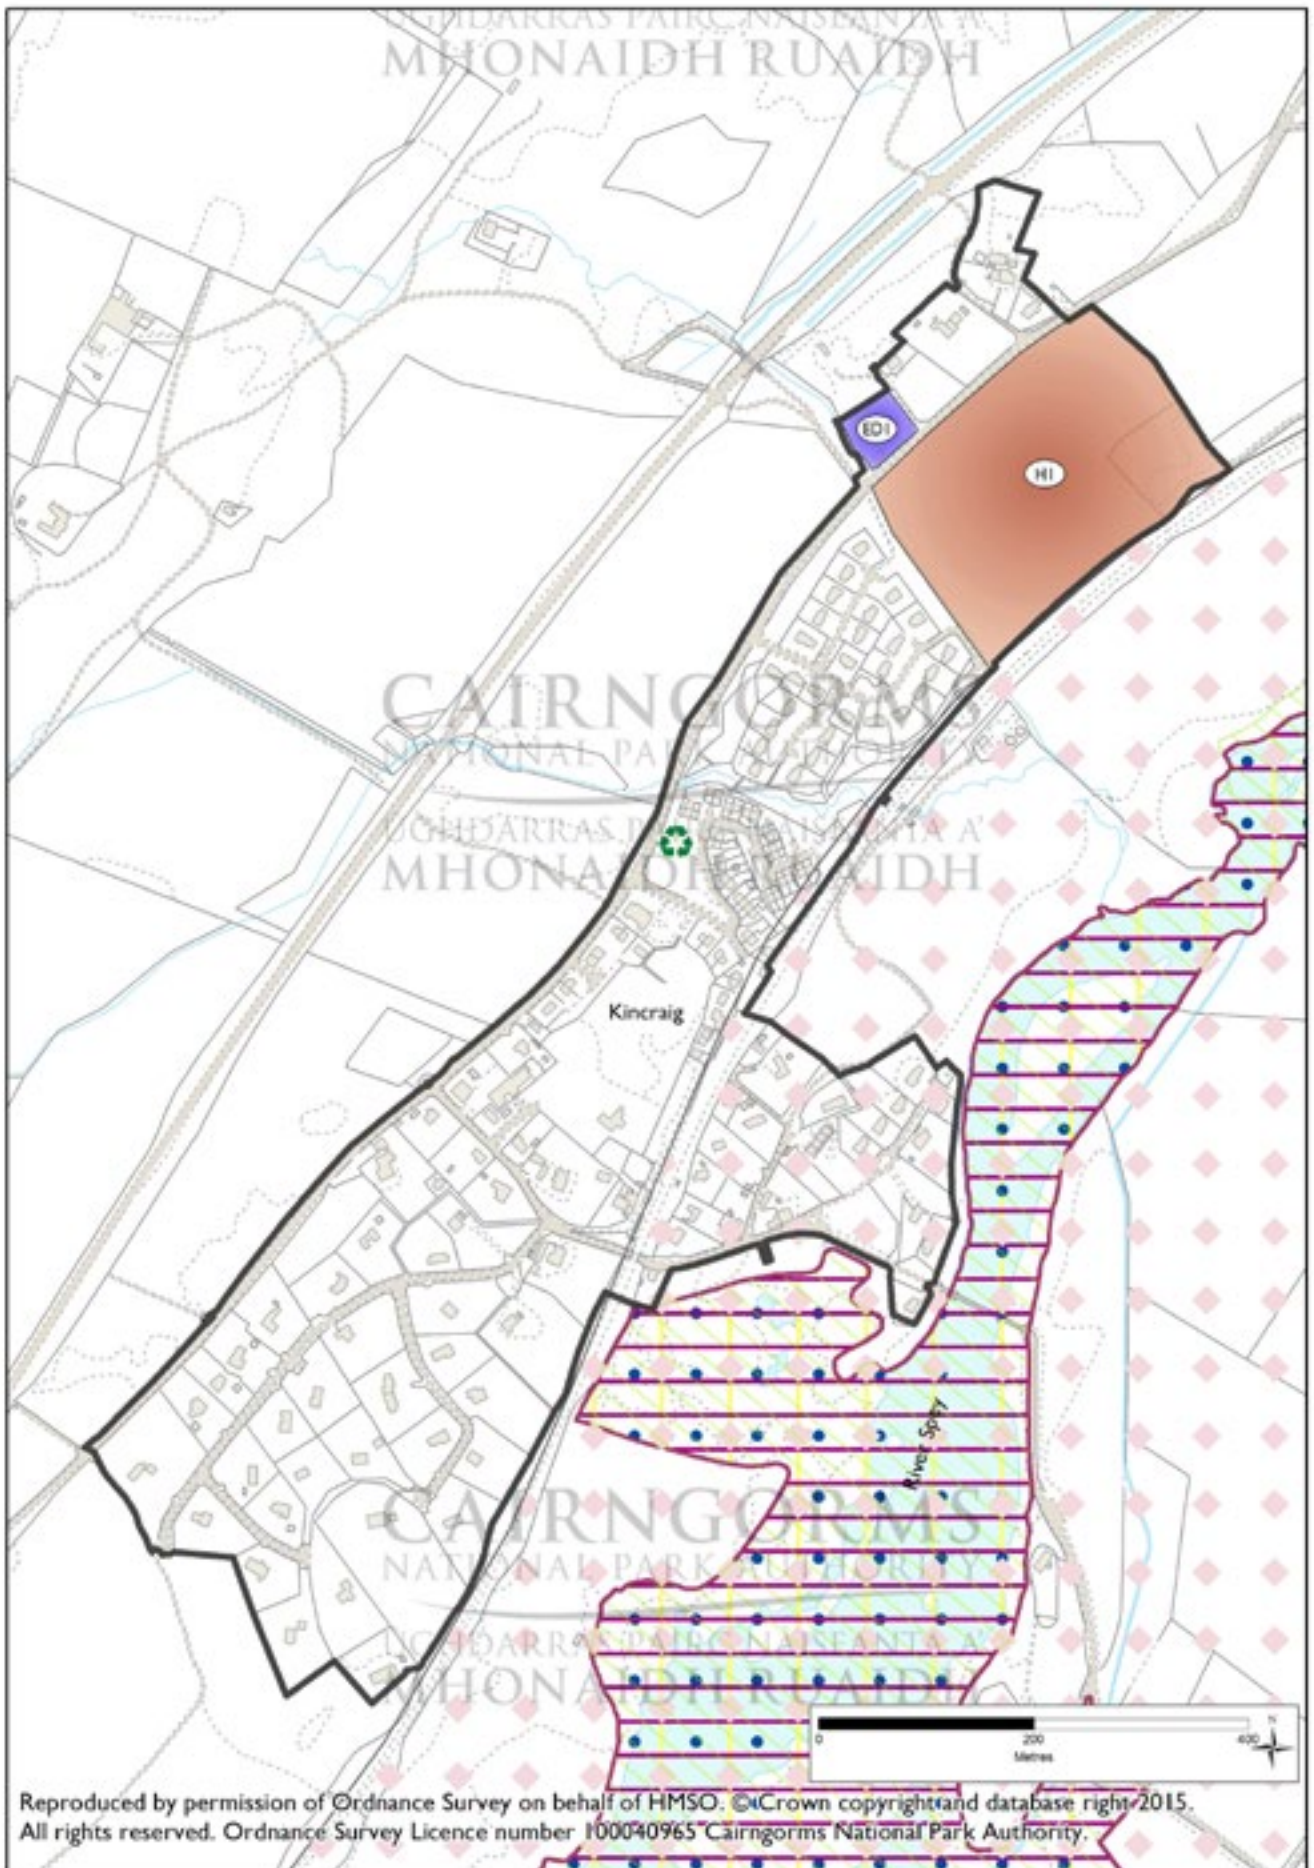 ÙGHDARRAS PÀIRC NÀISEANTA A'
MHONAIDH RUAIDH
ED1
H1
CAIRNGORMS
NATIONAL PARK AUTHORITY
ÙGHDARRAS PÀIRC NÀISEANTA A'
MHONAIDH RUAIDH
Kincraig
River Spey
CAIRNGORMS
NATIONAL PARK AUTHORITY
ÙGHDARRAS PÀIRC NÀISEANTA A'
MHONAIDH RUAIDH
0 200 400
Metres
N
Reproduced by permission of Ordnance Survey on behalf of HMSO. © Crown copyright and database right 2015.
All rights reserved. Ordnance Survey Licence number 100040965 Cairngorms National Park Authority.